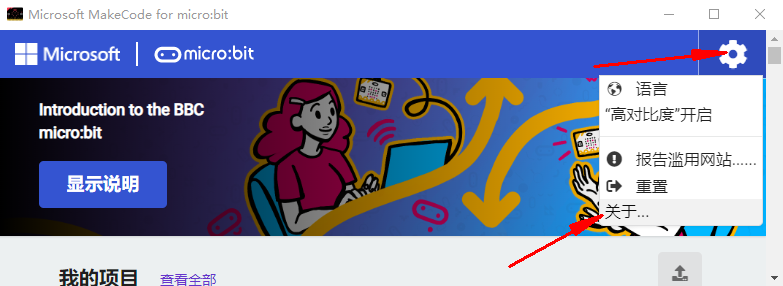 Microsoft MakeCode for micro:bit
Microsoft
micro:bit
Introduction to the BBC
micro:bit
显示说明
语言
“高对比度”开启
报告滥用网站......
重置
关于...
我的项目
查看全部